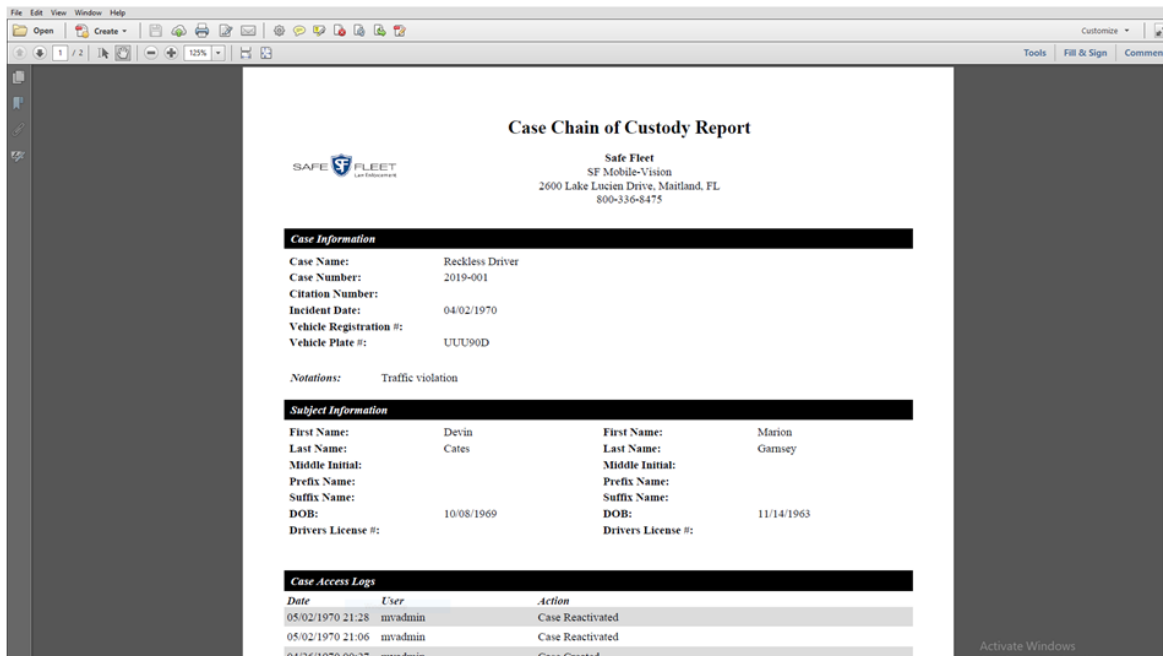 File Edit View Window Help
Open Create Customize
1 / 2 125% Tools Fill & Sign Commen
Case Chain of Custody Report
SAFE SF FLEET
Law Enforcement
Safe Fleet
SF Mobile-Vision
2600 Lake Lucien Drive, Maitland, FL
800-336-8475
Case Information
Case Name: Reckless Driver
Case Number: 2019-001
Citation Number:
Incident Date: 04/02/1970
Vehicle Registration #:
Vehicle Plate #: UUU90D
Notations: Traffic violation
Subject Information
First Name: Devin First Name: Marion
Last Name: Cates Last Name: Garnsey
Middle Initial: Middle Initial:
Prefix Name: Prefix Name:
Suffix Name: Suffix Name:
DOB: 10/08/1969 DOB: 11/14/1963
Drivers License #: Drivers License #:
Case Access Logs
Date User Action
05/02/1970 21:28 mvadmin Case Reactivated
05/02/1970 21:06 mvadmin Case Reactivated
mvadmin Case Created
Activate Windows